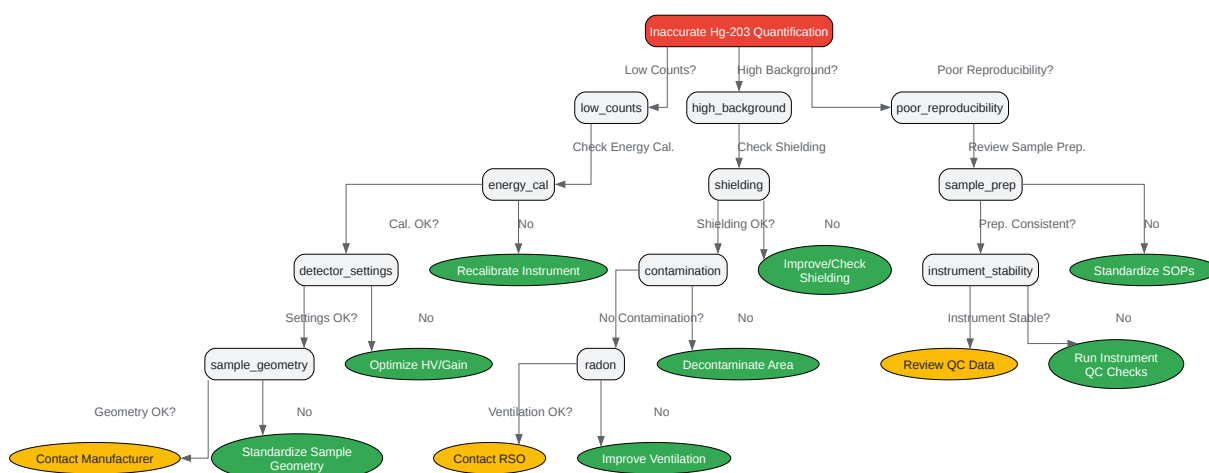 Inaccurate Hg-203 Quantification
Low Counts?
High Background?
Poor Reproducibility?
low_counts
high_background
poor_reproducibility
Check Energy Cal.
Check Shielding
Review Sample Prep.
energy_cal
shielding
sample_prep
Cal. OK?
No
Shielding OK?
No
Prep. Consistent?
No
detector_settings
Recalibrate Instrument
contamination
Improve/Check
Shielding
instrument_stability
Standardize SOPs
Settings OK?
No
No Contamination?
No
Instrument Stable?
No
sample_geometry
Optimize HV/Gain
radon
Decontaminate Area
Review QC Data
Run Instrument
QC Checks
Geometry OK?
No
Ventilation OK?
No
Contact Manufacturer
Standardize Sample
Geometry
Contact RSO
Improve Ventilation